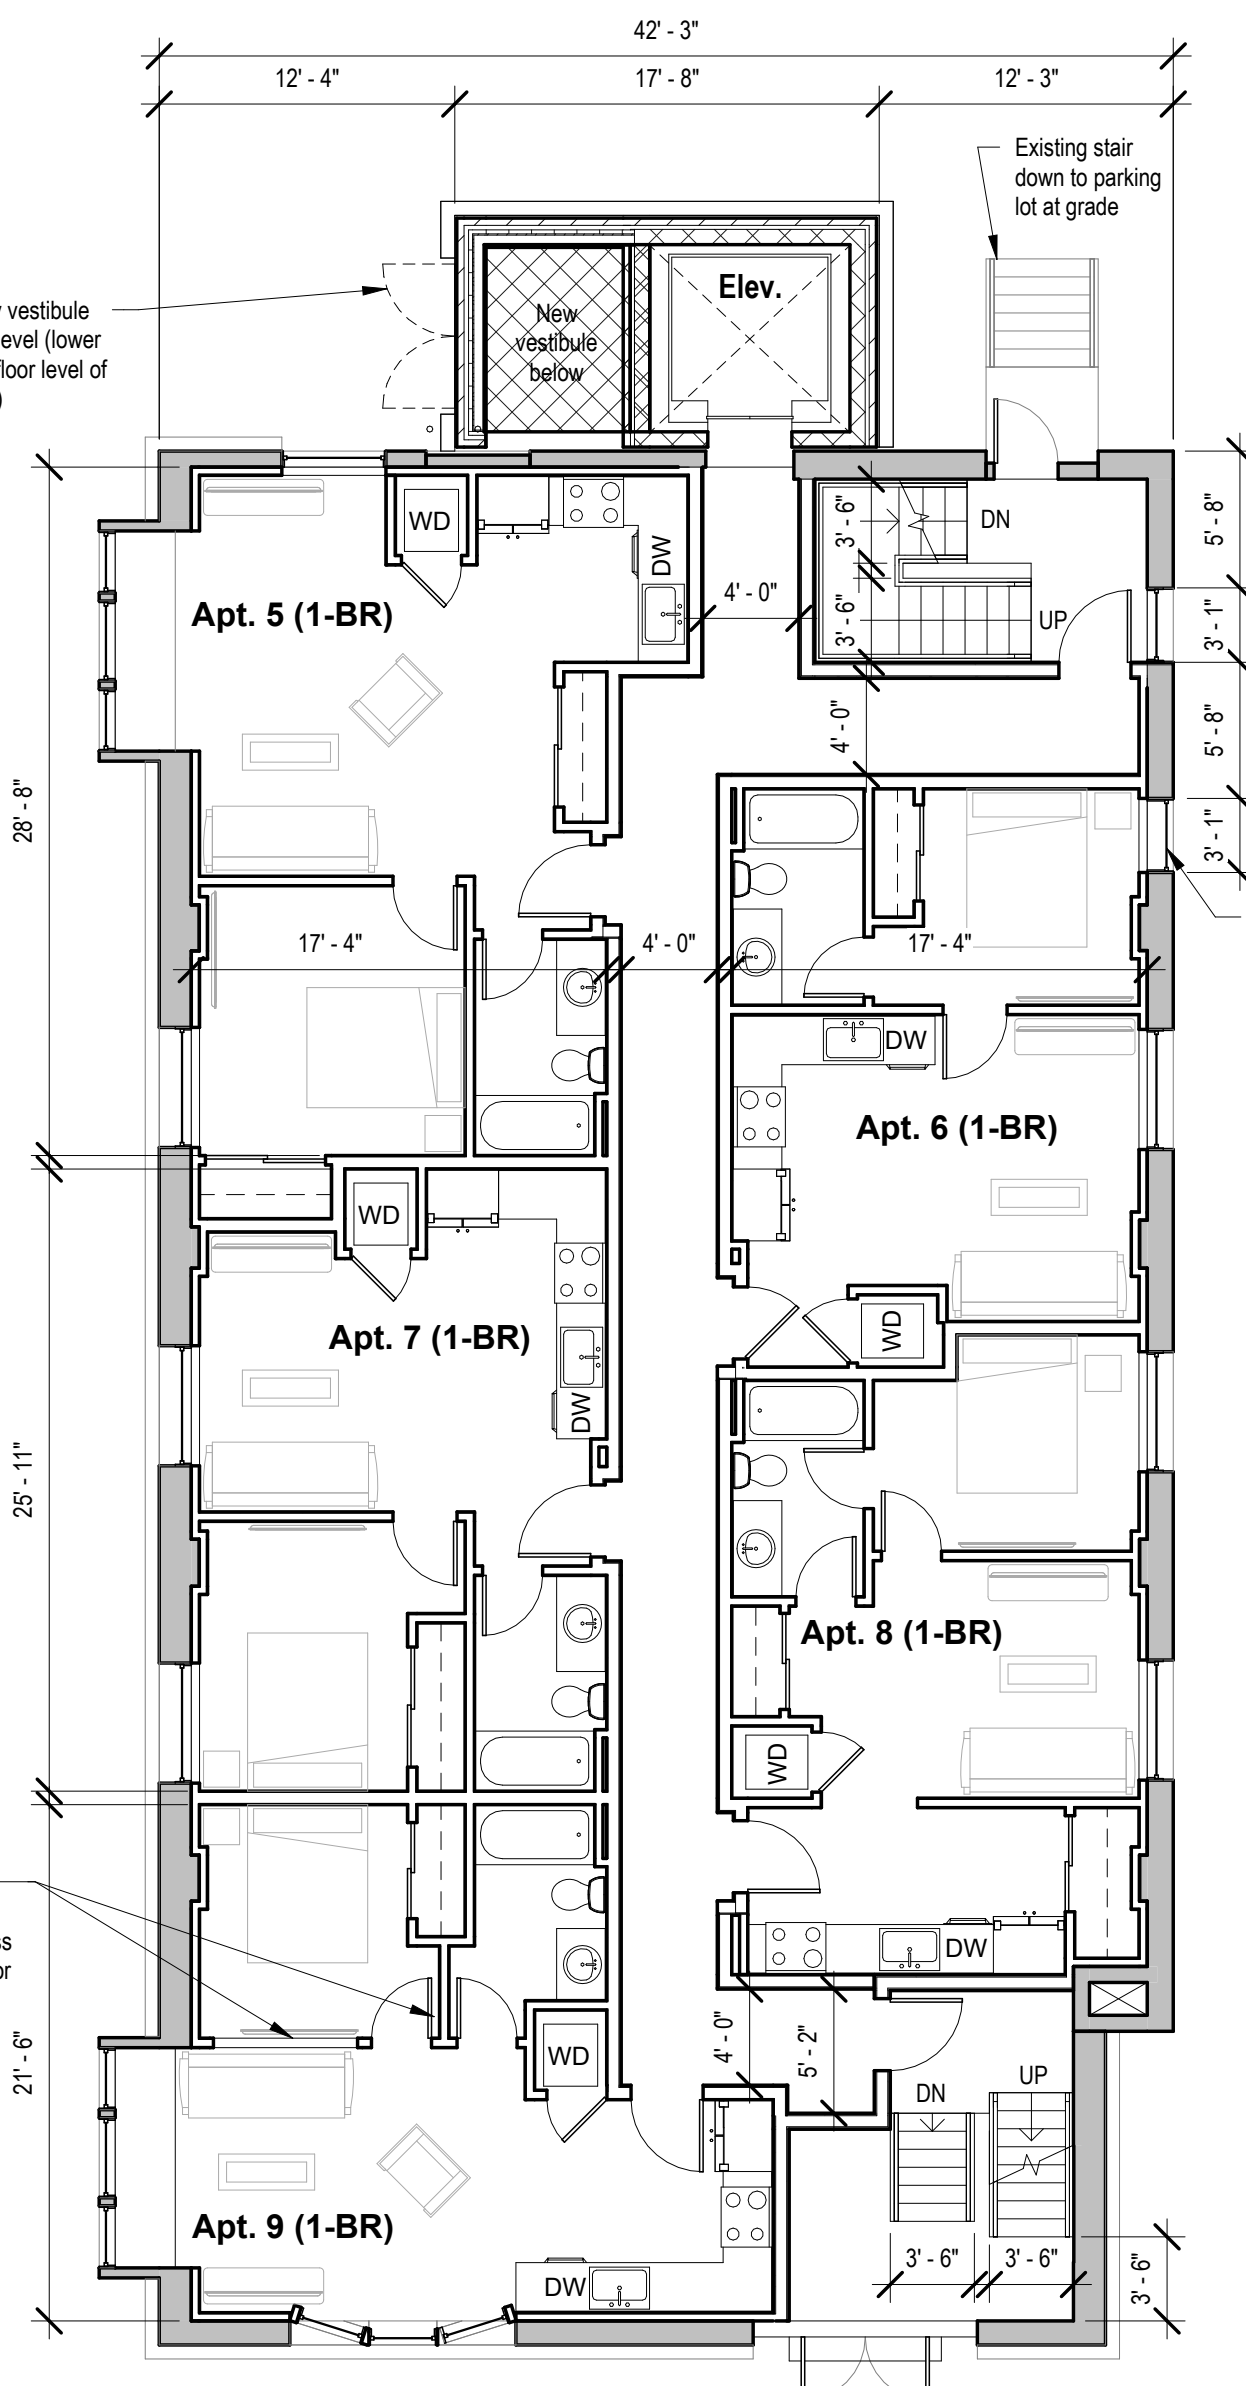 42' - 3"
12' - 4"
17' - 8"
12' - 3"
Existing stair
down to parking
lot at grade
Elev.
New
vestibule
below
vestibule
evel (lower
floor level of
)
WD
DW
DN
3' - 6"
3' - 6"
UP
4' - 0"
Apt. 5 (1-BR)
5' - 8"
3' - 1"
5' - 8"
3' - 1"
4' - 0"
28' - 8"
17' - 4"
4' - 0"
17' - 4"
DW
Apt. 6 (1-BR)
WD
WD
Apt. 7 (1-BR)
DW
25' - 11"
Apt. 8 (1-BR)
WD
DW
ss
or
21' - 6"
4' - 0"
5' - 2"
WD
DN
UP
Apt. 9 (1-BR)
DW
3' - 6"
3' - 6"
3' - 6"